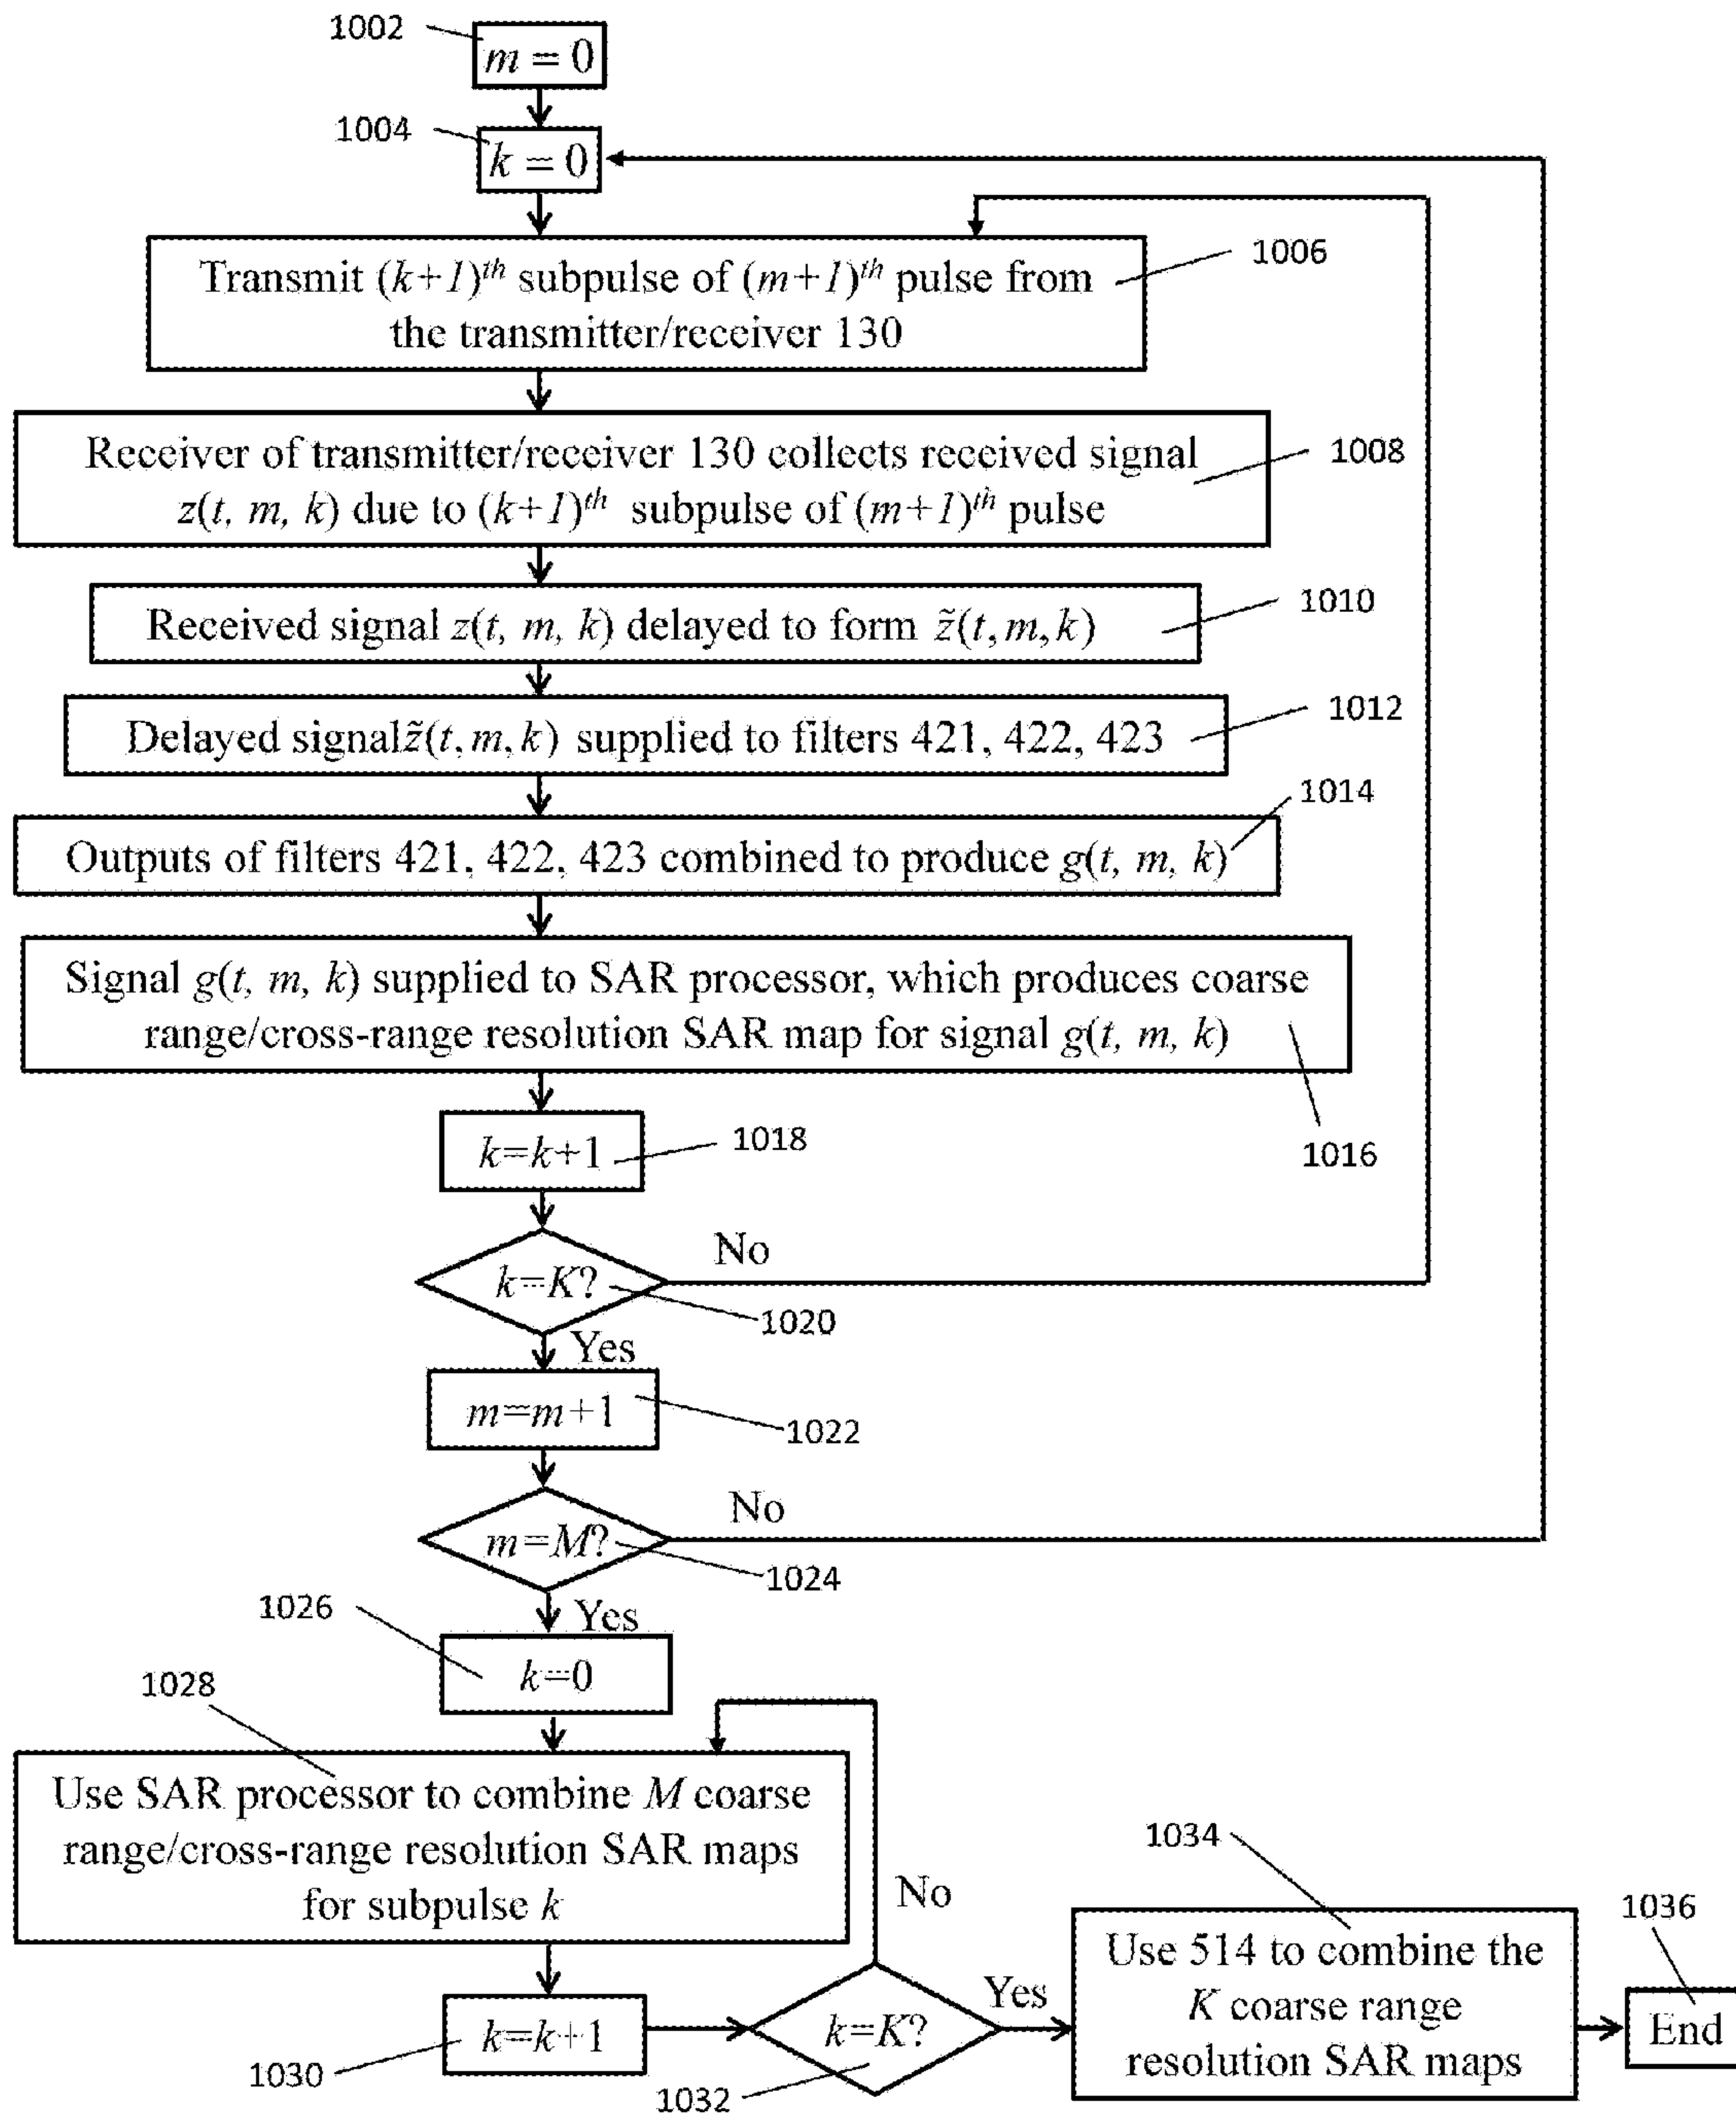 1002
m = 0
1004
k = 0
Transmit (k+1)th subpulse of (m+1)th pulse from
the transmitter/receiver 130
1006
Receiver of transmitter/receiver 130 collects received signal
z(t, m, k) due to (k+1)th subpulse of (m+1)th pulse
1008
Received signal z(t, m, k) delayed to form z̃(t,m,k)
1010
Delayed signalz̃(t,m,k) supplied to filters 421, 422, 423
1012
1014
Outputs of filters 421, 422, 423 combined to produce g(t, m, k)
Signal g(t, m, k) supplied to SAR processor, which produces coarse
range/cross-range resolution SAR map for signal g(t, m, k)
1016
k=k+1
1018
No
k=K?
1020
Yes
m=m+1
1022
No
m=M?
1024
Yes
1026
k=0
1028
Use SAR processor to combine M coarse
range/cross-range resolution SAR maps
for subpulse k
k=k+1
1030
No
k=K?
1032
Yes
1034
Use 514 to combine the
K coarse range
resolution SAR maps
1036
End